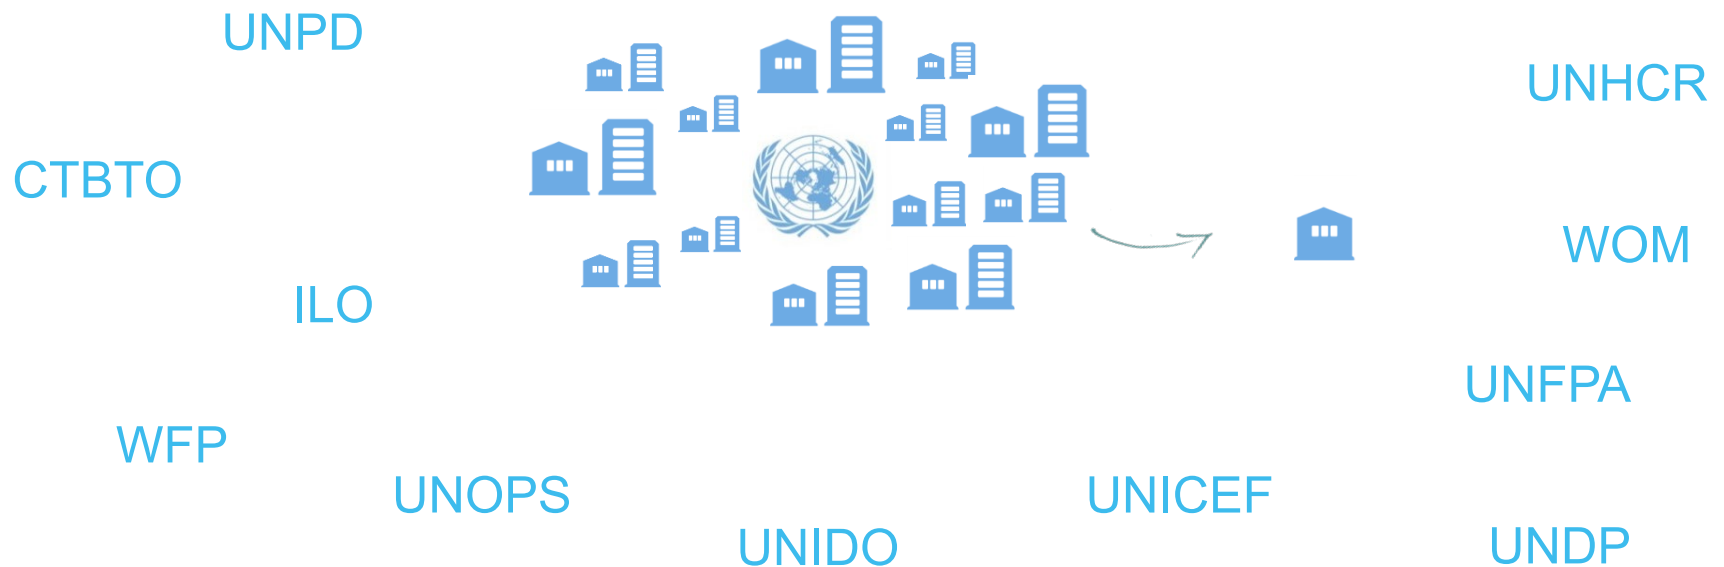 UNPD
UNHCR
CTBTO
WOM
ILO
UNFPA
WFP
UNOPS
UNICEF
UNIDO
UNDP